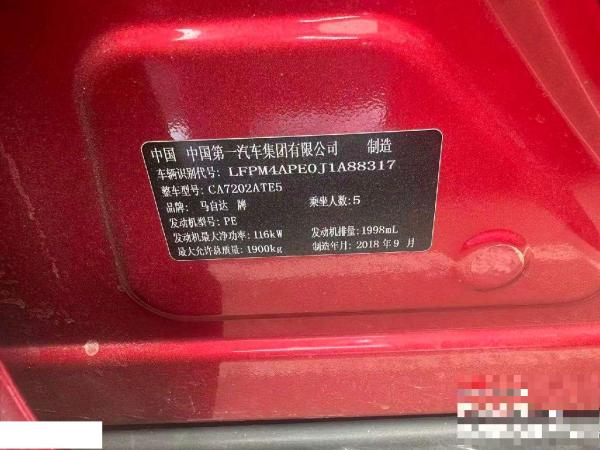 中国 中国第一汽车集团有限公司 制造
车辆识别代号: LFPM4APE0J1A88317
整车型号: CA7202ATE5
品牌: 马自达 牌 乘坐人数: 5
发动机型号: PE
发动机最大净功率: 116kW 发动机排量: 1998mL
最大允许总质量: 1900kg 制造年月: 2018 年 9 月